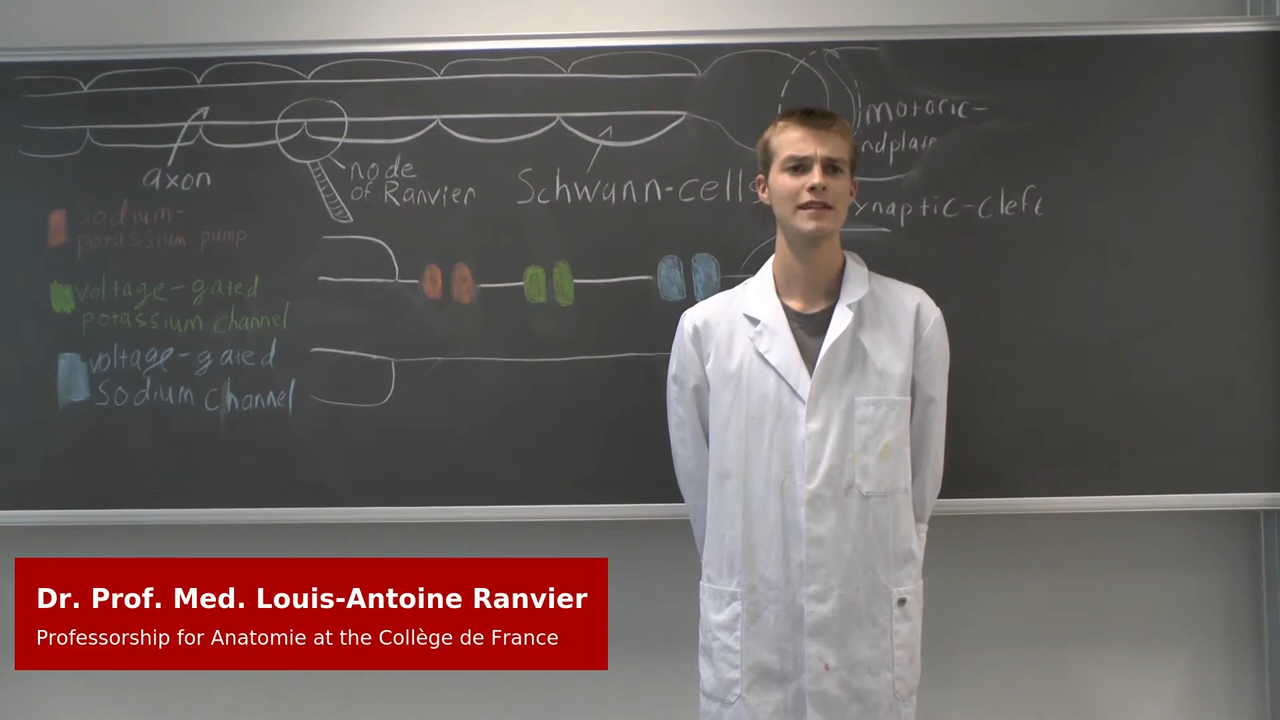 axon
node
of Ranvier
Schwann-cells
motoric-
ndplate
ynaptic-cleft
Sodium-
potassium pump
voltage-gated
potassium channel
voltage-gated
Sodium channel
Dr. Prof. Med. Louis-Antoine Ranvier
Professorship for Anatomie at the Collège de France